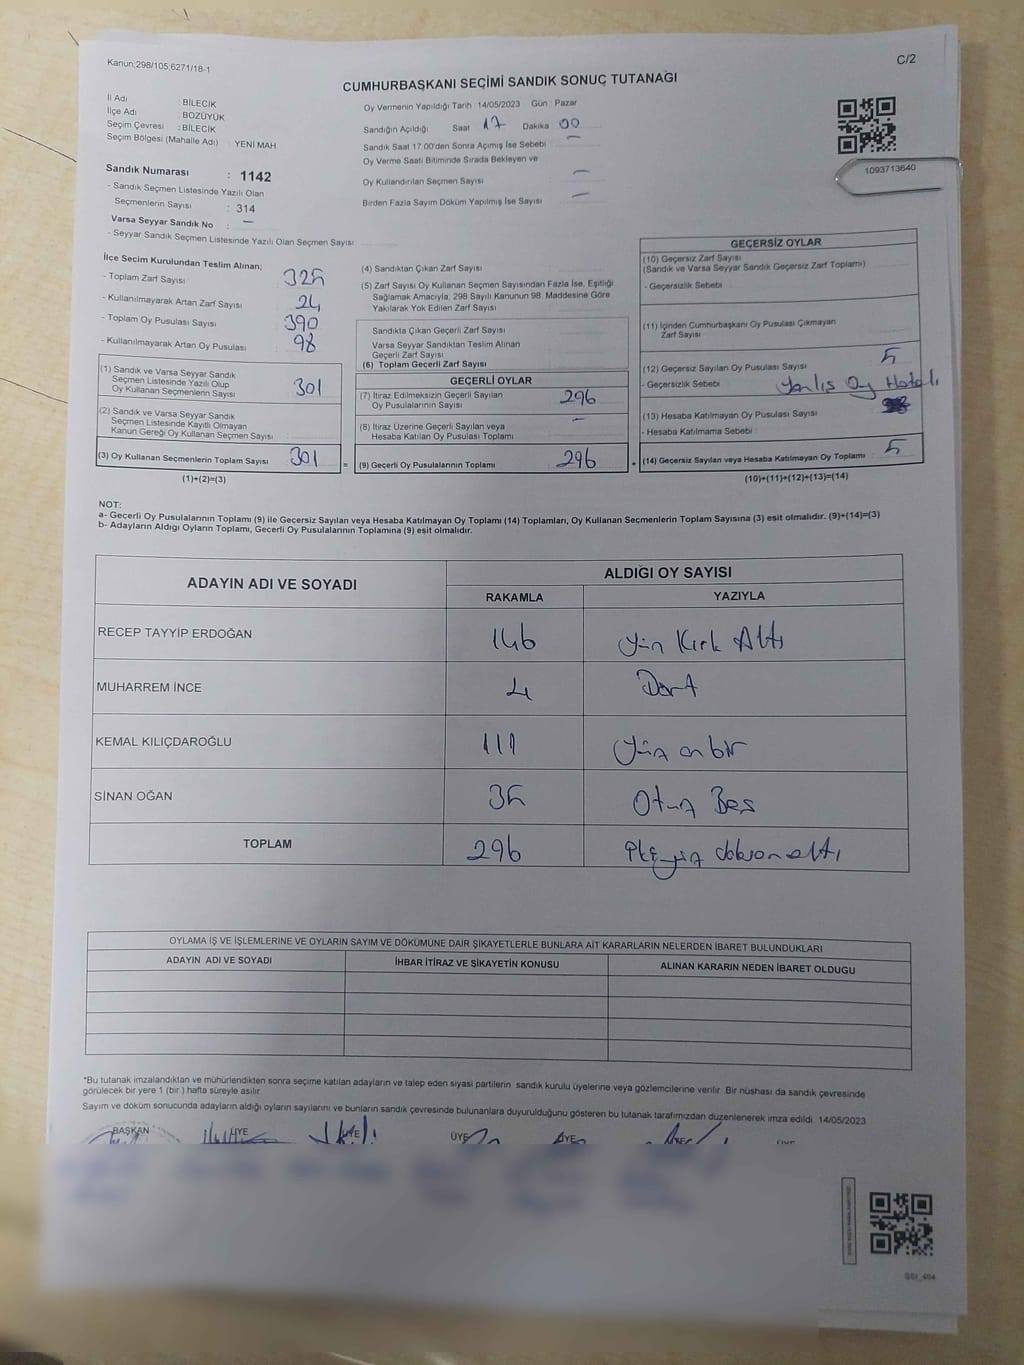 Kanun;298/105,6271/18-1
C/2
CUMHURBAŞKANI SEÇİMİ SANDIK SONUÇ TUTANAĞI
İl Adı : BİLECİK
İlçe Adı : BOZÜYÜK
Seçim Çevresi : BİLECİK
Seçim Bölgesi (Mahalle Adı) : YENİ MAH.
Oy Vermenin Yapıldığı Tarih 14/05/2023 Gün Pazar
Sandığın Açıldığı Saat 17 Dakika 00
Sandık Saat 17:00'den Sonra Açımış İse Sebebi —
Oy Verme Saati Bitiminde Sırada Bekleyen ve
Oy Kullandırılan Seçmen Sayısı —
Birden Fazla Sayım Döküm Yapılmış İse Sayısı —
1093713640
Sandık Numarası : 1142
- Sandık Seçmen Listesinde Yazılı Olan
Seçmenlerin Sayısı : 314
Varsa Seyyar Sandık No : —
- Seyyar Sandık Seçmen Listesinde Yazılı Olan Seçmen Sayısı
İlçe Seçim Kurulundan Teslim Alınan;
- Toplam Zarf Sayısı 325
- Kullanılmayarak Artan Zarf Sayısı 24
- Toplam Oy Pusulası Sayısı 390
- Kullanılmayarak Artan Oy Pusulası 98
(1) Sandık ve Varsa Seyyar Sandık
Seçmen Listesinde Yazılı Olup
Oy Kullanan Seçmenlerin Sayısı 301
(2) Sandık ve Varsa Seyyar Sandık
Seçmen Listesinde Kayıtlı Olmayan
Kanun Gereği Oy Kullanan Seçmen Sayısı
(3) Oy Kullanan Seçmenlerin Toplam Sayısı 301
(1)+(2)=(3)
(4) Sandıktan Çıkan Zarf Sayısı
(5) Zarf Sayısı Oy Kullanan Seçmen Sayısından Fazla İse, Eşitliği
Sağlamak Amacıyla; 298 Sayılı Kanunun 98. Maddesine Göre
Yakılarak Yok Edilen Zarf Sayısı
Sandıkta Çıkan Geçerli Zarf Sayısı
Varsa Seyyar Sandıktan Teslim Alınan
Geçerli Zarf Sayısı
(6) Toplam Geçerli Zarf Sayısı
GEÇERLİ OYLAR
(7) İtiraz Edilmeksizin Geçerli Sayılan
Oy Pusulalarının Sayısı 296
(8) İtiraz Üzerine Geçerli Sayılan veya
Hesaba Katılan Oy Pusulası Toplamı —
= (9) Geçerli Oy Pusulalarının Toplamı 296 +
GEÇERSİZ OYLAR
(10) Geçersiz Zarf Sayısı
(Sandık ve Varsa Seyyar Sandık Geçersiz Zarf Toplamı)
- Geçersizlik Sebebi
(11) İçinden Cumhurbaşkanı Oy Pusulası Çıkmayan
Zarf Sayısı
(12) Geçersiz Sayılan Oy Pusulası Sayısı 5
- Geçersizlik Sebebi Yanlış Oy Hatalı
(13) Hesaba Katılmayan Oy Pusulası Sayısı
- Hesaba Katılmama Sebebi
(14) Geçersiz Sayılan veya Hesaba Katılmayan Oy Toplamı 5
(10)+(11)+(12)+(13)=(14)
NOT:
a- Geçerli Oy Pusulalarının Toplamı (9) ile Geçersiz Sayılan veya Hesaba Katılmayan Oy Toplamı (14) Toplamları, Oy Kullanan Seçmenlerin Toplam Sayısına (3) eşit olmalıdır. (9)+(14)=(3)
b- Adayların Aldığı Oyların Toplamı, Geçerli Oy Pusulalarının Toplamına (9) eşit olmalıdır.
ADAYIN ADI VE SOYADI
ALDIĞI OY SAYISI
RAKAMLA YAZIYLA
RECEP TAYYİP ERDOĞAN 146 Yüz Kırk Altı
MUHARREM İNCE 4 Dört
KEMAL KILIÇDAROĞLU 111 Yüz on bir
SİNAN OĞAN 35 Otuz Beş
TOPLAM 296 İkiyüz doksan altı
OYLAMA İŞ VE İŞLEMLERİNE VE OYLARIN SAYIM VE DÖKÜMÜNE DAİR ŞİKAYETLERLE BUNLARA AİT KARARLARIN NELERDEN İBARET BULUNDUKLARI
ADAYIN ADI VE SOYADI İHBAR İTİRAZ VE ŞİKAYETİN KONUSU ALINAN KARARIN NEDEN İBARET OLDUGU
*Bu tutanak imzalandıktan ve mühürlendikten sonra seçime katılan adayların ve talep eden siyasi partilerin sandık kurulu üyelerine veya gözlemcilerine verilir. Bir nüshası da sandık çevresinde
görülecek bir yere 1 (bir ) hafta süreyle asılır.
Sayım ve döküm sonucunda adayların aldığı oyların sayılarını ve bunların sandık çevresinde bulunanlara duyurulduğunu gösteren bu tutanak tarafımızdan düzenlenerek imza edildi. 14/05/2023
BAŞKAN ÜYE ÜYE ÜYE ÜYE ÜYE ÜYE